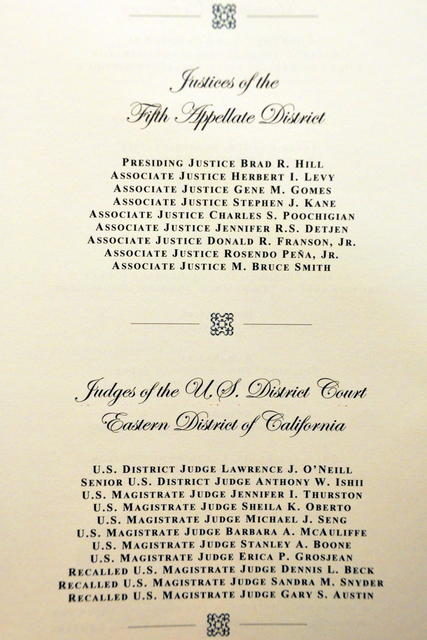 Justices of the
Fifth Appellate District
Presiding Justice Brad R. Hill
Associate Justice Herbert I. Levy
Associate Justice Gene M. Gomes
Associate Justice Stephen J. Kane
Associate Justice Charles S. Poochigian
Associate Justice Jennifer R.S. Detjen
Associate Justice Donald R. Franson, Jr.
Associate Justice Rosendo Peña, Jr.
Associate Justice M. Bruce Smith
Judges of the U.S. District Court
Eastern District of California
U.S. District Judge Lawrence J. O'Neill
Senior U.S. District Judge Anthony W. Ishii
U.S. Magistrate Judge Jennifer I. Thurston
U.S. Magistrate Judge Sheila K. Oberto
U.S. Magistrate Judge Michael J. Seng
U.S. Magistrate Judge Barbara A. McAuliffe
U.S. Magistrate Judge Stanley A. Boone
U.S. Magistrate Judge Erica P. Grosjean
Recalled U.S. Magistrate Judge Dennis L. Beck
Recalled U.S. Magistrate Judge Sandra M. Snyder
Recalled U.S. Magistrate Judge Gary S. Austin